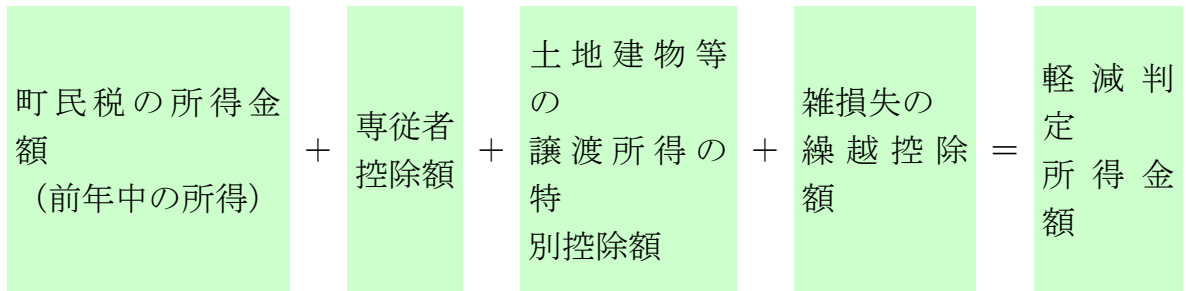 町民税の所得金
額
（前年中の所得）
＋
専従者
控除額
＋
土地建物等
の
譲渡所得の
特
別控除額
＋
雑損失の
繰越控除
額
＝
軽減判
定
所得金
額